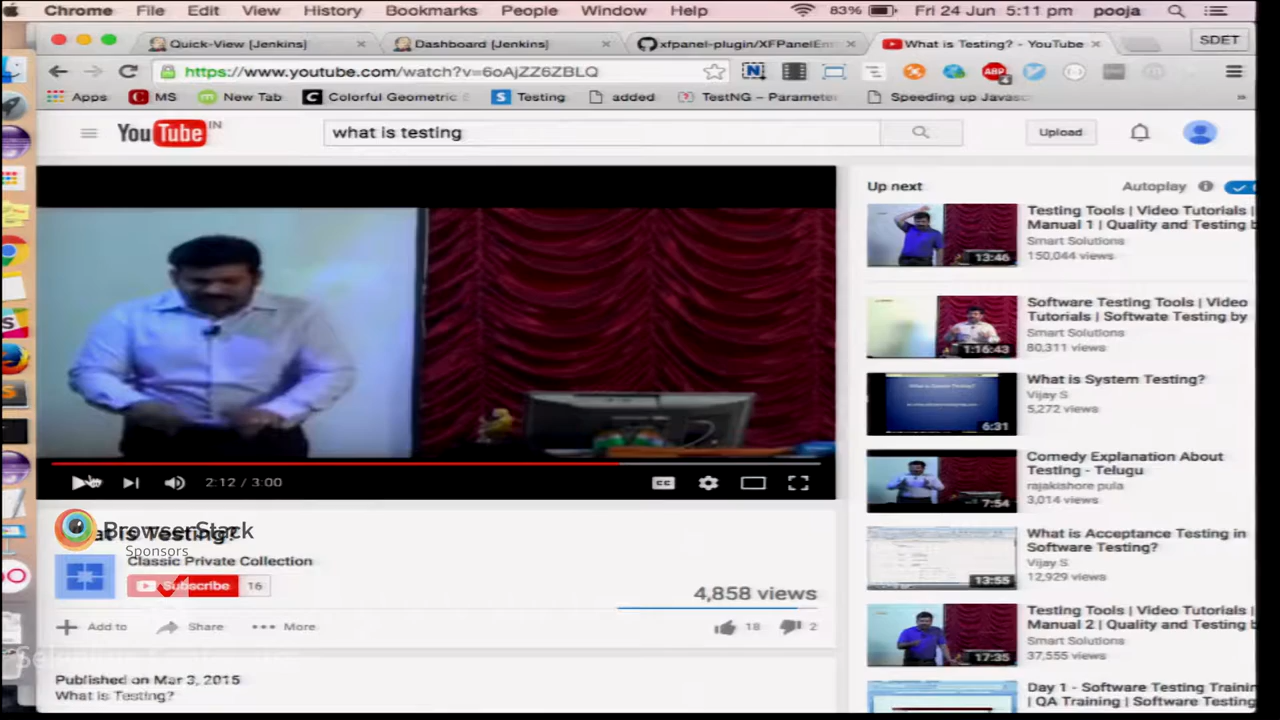 Chrome File Edit View History Bookmarks People Window Help 83% Fri 24 Jun 5:11 pm pooja
Quick-View [Jenkins] Dashboard [Jenkins] xfpanel-plugin/XFPanelEn What is Testing? - YouTube SDET
https://www.youtube.com/watch?v=6oAjZZ6ZBLQ
Apps MS New Tab Colorful Geometric Testing added TestNG – Parameter Speeding up Javasc
YouTube IN
what is testing
Upload
Up next Autoplay
Testing Tools | Video Tutorials |
Manual 1 | Quality and Testing b
Smart Solutions
150,044 views
13:46
Software Testing Tools | Video
Tutorials | Softwate Testing by
Smart Solutions
80,311 views
1:16:43
What is System Testing?
Vijay S
5,272 views
6:31
Comedy Explanation About
Testing - Telugu
rajakishore pula
3,014 views
7:54
What is Acceptance Testing in
Software Testing?
Vijay S
12,929 views
13:55
Testing Tools | Video Tutorials |
Manual 2 | Quality and Testing b
Smart Solutions
37,555 views
17:35
Day 1 - Software Testing Trainin
| QA Training | Software Testing
2:12 / 3:00
CC
What is Testing?
BrowserStack
Sponsors
Classic Private Collection
Subscribe 16
4,858 views
Add to Share More 18 2
Published on Mar 3, 2015
What is Testing?